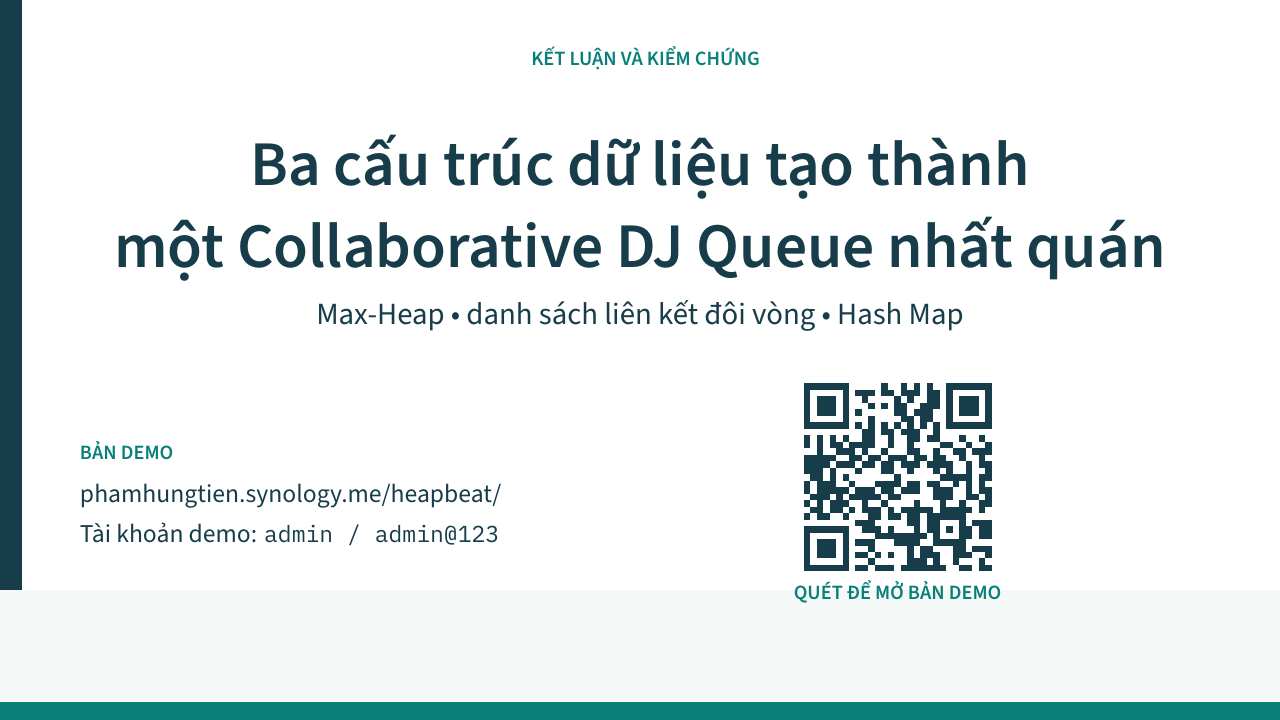 KẾT LUẬN VÀ KIỂM CHỨNG
Ba cấu trúc dữ liệu tạo thành
một Collaborative DJ Queue nhất quán
Max-Heap • danh sách liên kết đôi vòng • Hash Map
BẢN DEMO
phamhungtien.synology.me/heapbeat/
Tài khoản demo: admin / admin@123
QUÉT ĐỂ MỞ BẢN DEMO